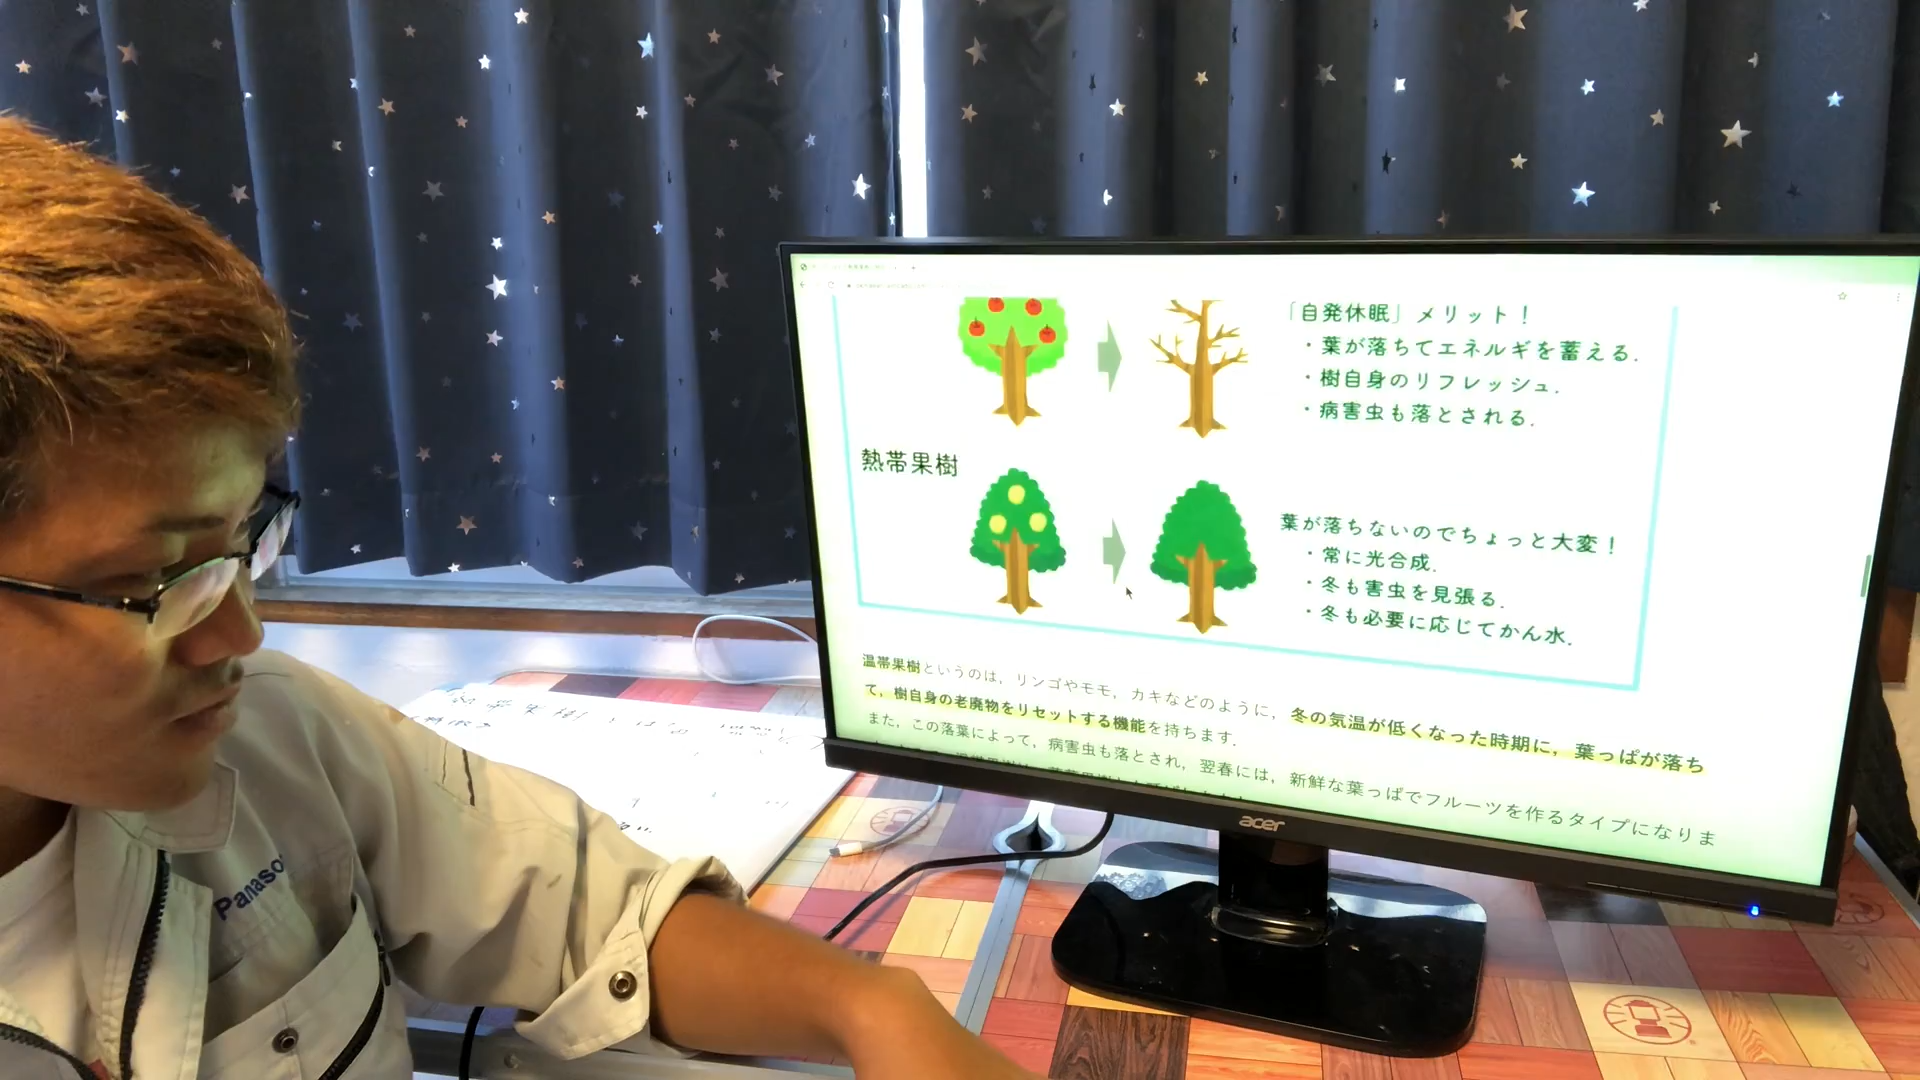 「自発休眠」メリット！
・葉が落ちてエネルギを蓄える．
・樹自身のリフレッシュ．
・病害虫も落とされる．
熱帯果樹
葉が落ちないのでちょっと大変！
・常に光合成．
・冬も害虫を見張る．
・冬も必要に応じてかん水．
温帯果樹というのは，リンゴやモモ，カキなどのように，冬の気温が低くなった時期に，葉っぱが落ち
て，樹自身の老廃物をリセットする機能を持ちます．
また，この落葉によって，病害虫も落とされ，翌春には，新鮮な葉っぱでフルーツを作るタイプになりま
acer
Panaso